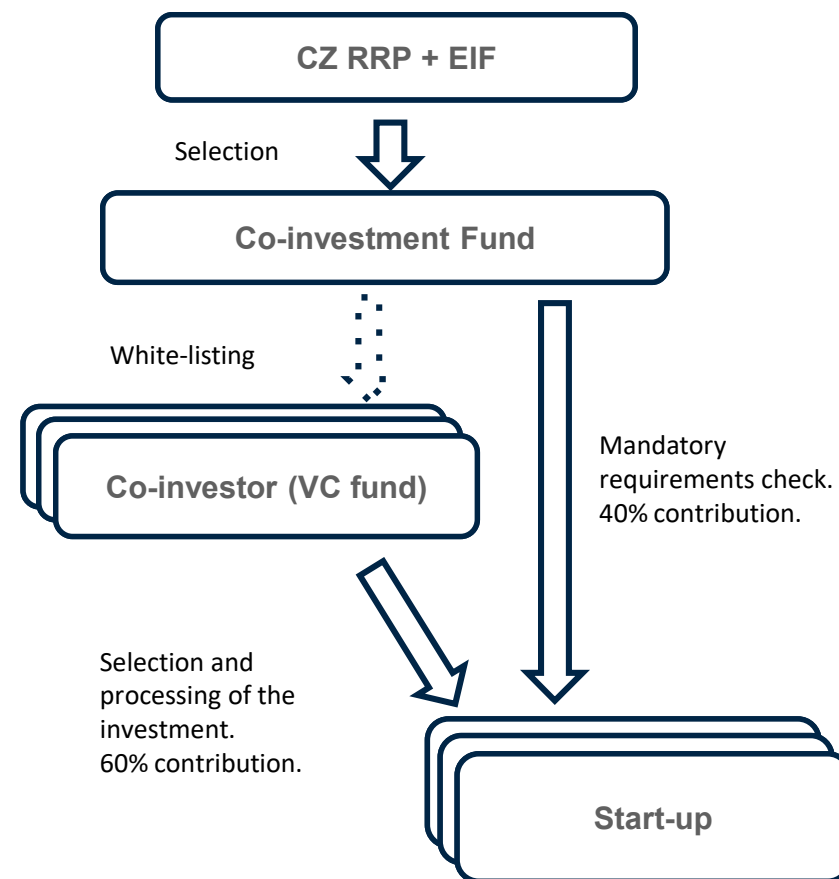 CZ RRP + EIF
Selection
Co-investment Fund
White-listing
Co-investor (VC fund)
Mandatory
requirements check.
40% contribution.
Selection and
processing of the
investment.
60% contribution.
Start-up